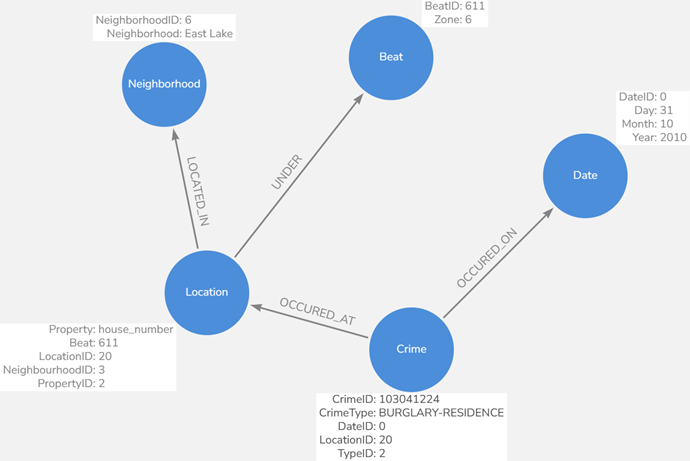 NeighborhoodID: 6
Neighborhood: East Lake
Neighborhood
BeatID: 611
Zone: 6
Beat
DateID: 0
Day: 31
Month: 10
Year: 2010
Date
LOCATED_IN
UNDER
OCCURED_ON
OCCURED_AT
Location
Property: house_number
Beat: 611
LocationID: 20
NeighbourhoodID: 3
PropertyID: 2
Crime
CrimeID: 103041224
CrimeType: BURGLARY-RESIDENCE
DateID: 0
LocationID: 20
TypeID: 2